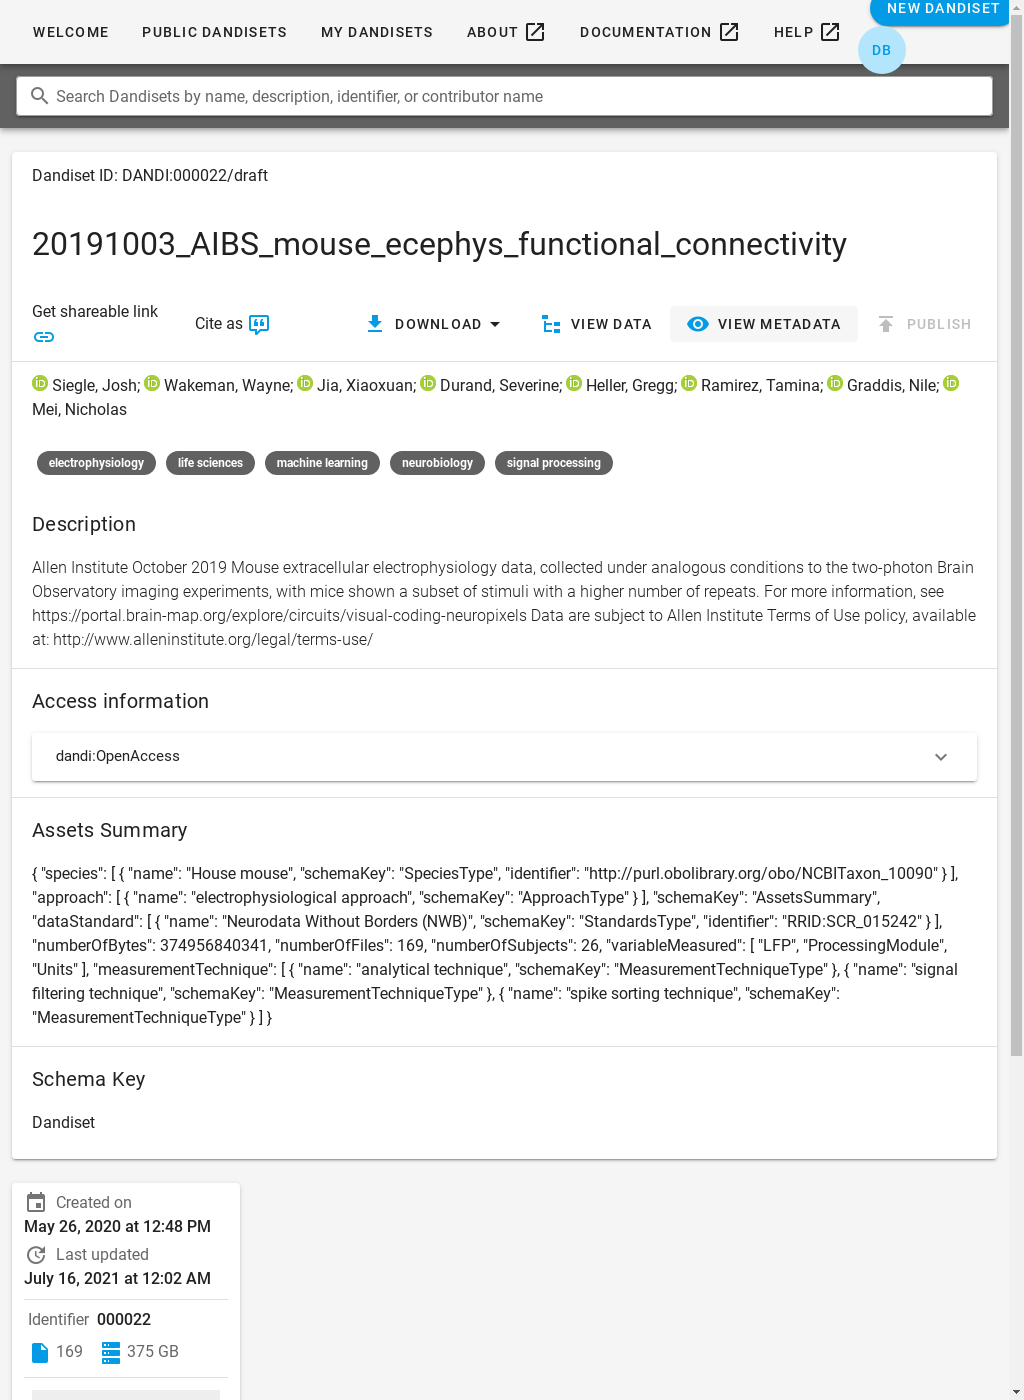 WELCOME PUBLIC DANDISETS MY DANDISETS ABOUT DOCUMENTATION HELP NEW DANDISET
DB
Search Dandisets by name, description, identifier, or contributor name
Dandiset ID: DANDI:000022/draft
20191003_AIBS_mouse_ecephys_functional_connectivity
Get shareable link
Cite as DOWNLOAD VIEW DATA VIEW METADATA PUBLISH
iD Siegle, Josh; iD Wakeman, Wayne; iD Jia, Xiaoxuan; iD Durand, Severine; iD Heller, Gregg; iD Ramirez, Tamina; iD Graddis, Nile; iD
Mei, Nicholas
electrophysiology life sciences machine learning neurobiology signal processing
Description
Allen Institute October 2019 Mouse extracellular electrophysiology data, collected under analogous conditions to the two-photon Brain
Observatory imaging experiments, with mice shown a subset of stimuli with a higher number of repeats. For more information, see
https://portal.brain-map.org/explore/circuits/visual-coding-neuropixels Data are subject to Allen Institute Terms of Use policy, available
at: http://www.alleninstitute.org/legal/terms-use/
Access information
dandi:OpenAccess
Assets Summary
{ "species": [ { "name": "House mouse", "schemaKey": "SpeciesType", "identifier": "http://purl.obolibrary.org/obo/NCBITaxon_10090" } ],
"approach": [ { "name": "electrophysiological approach", "schemaKey": "ApproachType" } ], "schemaKey": "AssetsSummary",
"dataStandard": [ { "name": "Neurodata Without Borders (NWB)", "schemaKey": "StandardsType", "identifier": "RRID:SCR_015242" } ],
"numberOfBytes": 374956840341, "numberOfFiles": 169, "numberOfSubjects": 26, "variableMeasured": [ "LFP", "ProcessingModule",
"Units" ], "measurementTechnique": [ { "name": "analytical technique", "schemaKey": "MeasurementTechniqueType" }, { "name": "signal
filtering technique", "schemaKey": "MeasurementTechniqueType" }, { "name": "spike sorting technique", "schemaKey":
"MeasurementTechniqueType" } ] }
Schema Key
Dandiset
Created on
May 26, 2020 at 12:48 PM
Last updated
July 16, 2021 at 12:02 AM
Identifier 000022
169 375 GB